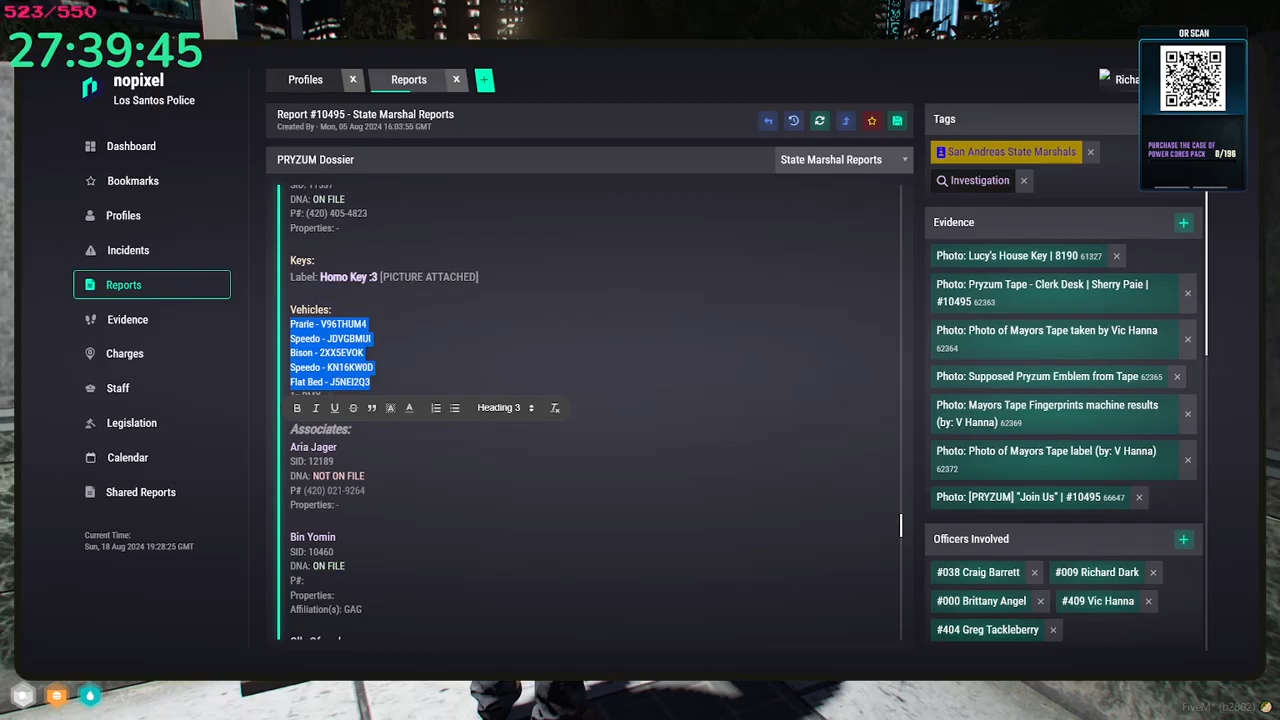 523/550
27:39:45
nopixel
Los Santos Police
Dashboard
Bookmarks
Profiles
Incidents
Reports
Evidence
Charges
Staff
Legislation
Calendar
Shared Reports
Current Time:
Sun, 18 Aug 2024 19:28:25 GMT
Profiles x Reports x +
Report #10495 - State Marshal Reports
Created By - Mon, 05 Aug 2024 16:03:55 GMT
PRYZUM Dossier State Marshal Reports
DNA: ON FILE
P#: (420) 405-4823
Properties: -
Keys:
Label: Homo Key :3 [PICTURE ATTACHED]
Vehicles:
Prarie - V96THUM4
Speedo - JDVGBMUI
Bison - 2XX5EVOK
Speedo - KN16KW0D
Flat Bed - J5NEI2Q3
B I U S A A Heading 3
Associates:
Aria Jager
SID: 12189
DNA: NOT ON FILE
P# (420) 021-9264
Properties: -
Bin Yomin
SID: 10460
DNA: ON FILE
P#:
Properties:
Affiliation(s): GAG
Richa
QR SCAN
PURCHASE THE CASE OF
POWER CORES PACK 0/196
Tags
San Andreas State Marshals x
Investigation x
Evidence +
Photo: Lucy's House Key | 8190 61327 x
Photo: Pryzum Tape - Clerk Desk | Sherry Paie |
#10495 62363 x
Photo: Photo of Mayors Tape taken by Vic Hanna
62364 x
Photo: Supposed Pryzum Emblem from Tape 62365 x
Photo: Mayors Tape Fingerprints machine results
(by: V Hanna) 62369 x
Photo: Photo of Mayors Tape label (by: V Hanna)
62372 x
Photo: [PRYZUM] "Join Us" | #10495 66647 x
Officers Involved +
#038 Craig Barrett x #009 Richard Dark x
#000 Brittany Angel x #409 Vic Hanna x
#404 Greg Tackleberry x
FiveM* (b2802)